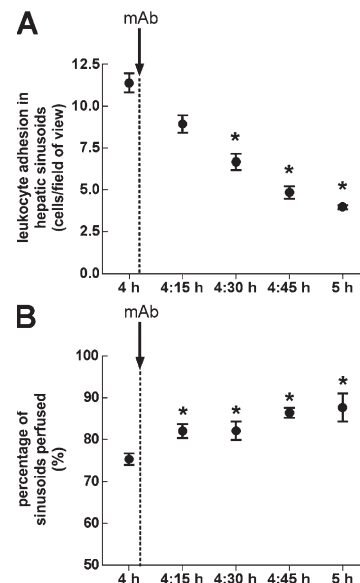 A
mAb
leukocyte adhesion in
hepatic sinusoids
(cells/field of view)
12.5
10.0
7.5
5.0
2.5
0.0
*
*
*
4 h
4:15 h
4:30 h
4:45 h
5 h
B
mAb
percentage of
sinusoids perfused
(%)
100
90
80
70
60
50
*
*
*
*
4 h
4:15 h
4:30 h
4:45 h
5 h